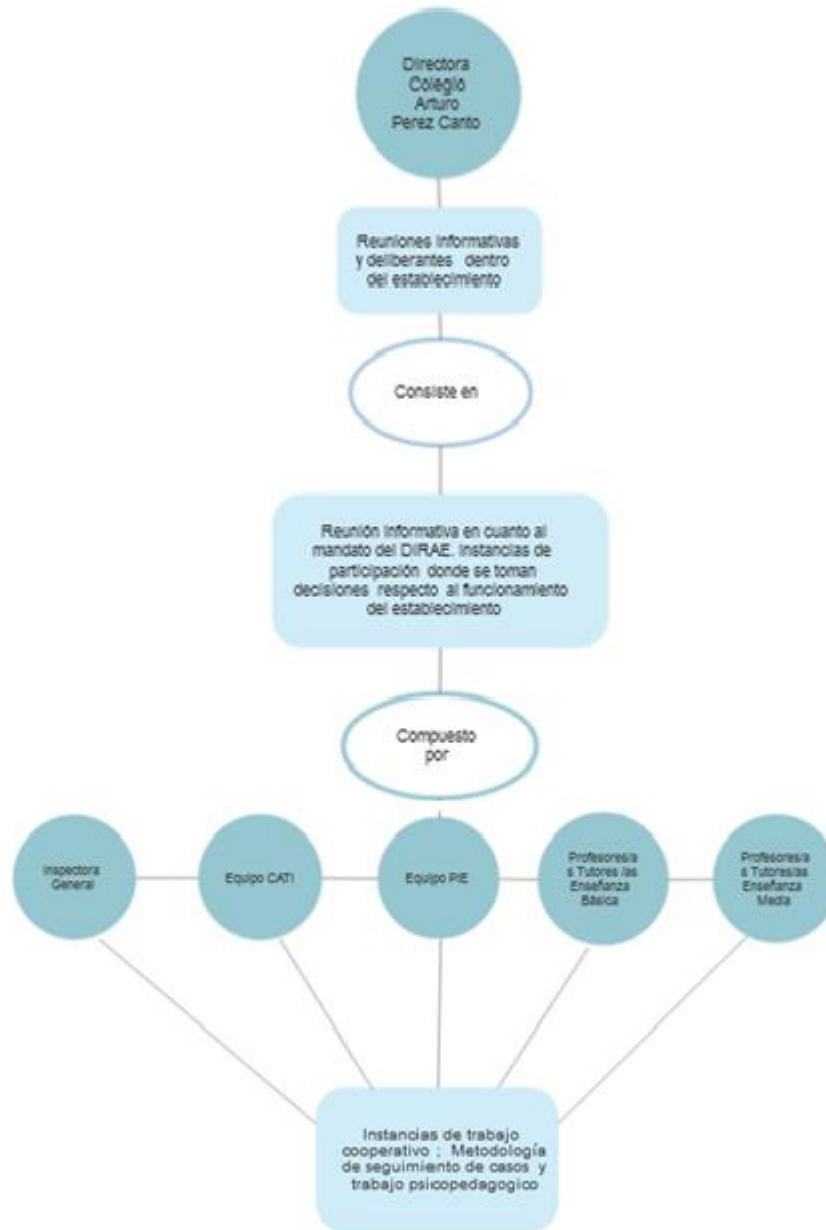 Directora
Colegio
Arturo
Perez Canto
Reuniones informativas
y deliberantes dentro
del establecimiento
Consiste en
Reunión informativa en cuanto al
mandato del DIRAE. Instancias de
participación donde se toman
decisiones respecto al funcionamiento
del establecimiento
Compuesto
por
Inspectora
General
Equipo CATI
Equipo PIE
Profesores/a
s Tutores /as
Enseñanza
Básica
Profesores/a
s Tutores/as
Enseñanza
Media
Instancias de trabajo
cooperativo ; Metodología
de seguimiento de casos y
trabajo psicopedagogico